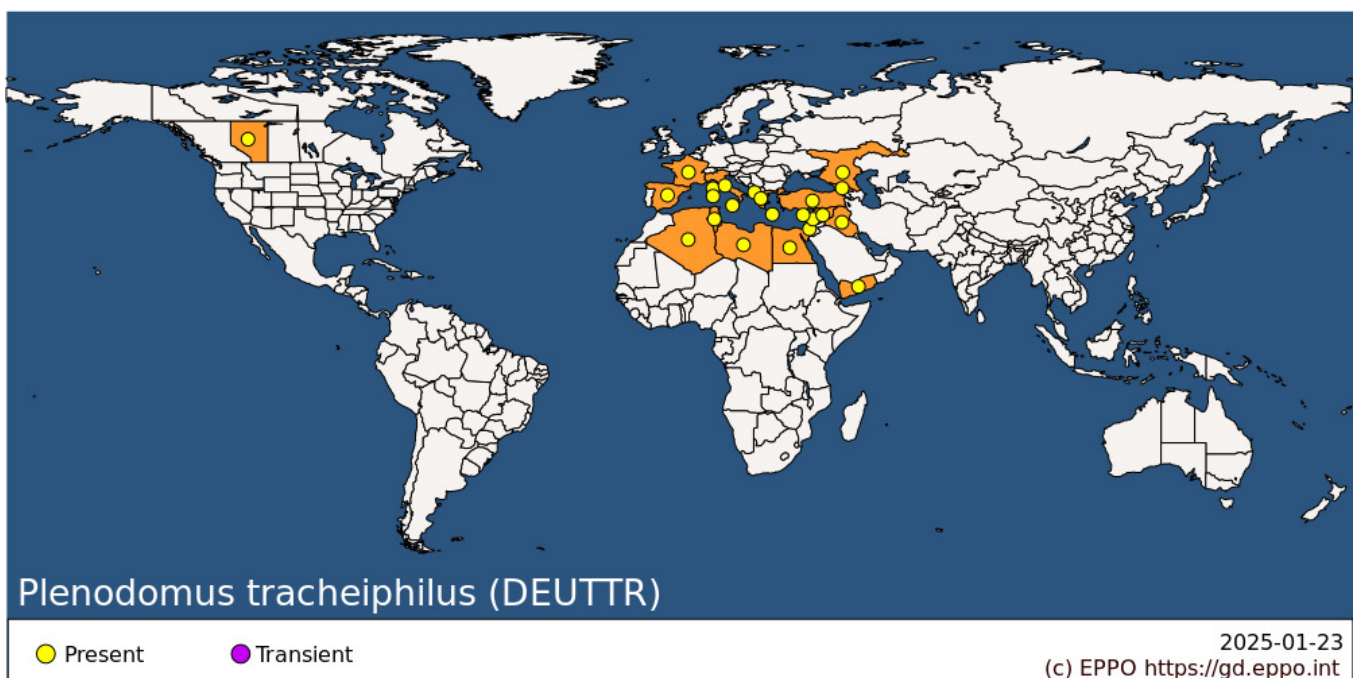 Plenodomus tracheiphilus (DEUTTR)
Present
Transient
2025-01-23
(c) EPPO https://gd.eppo.int